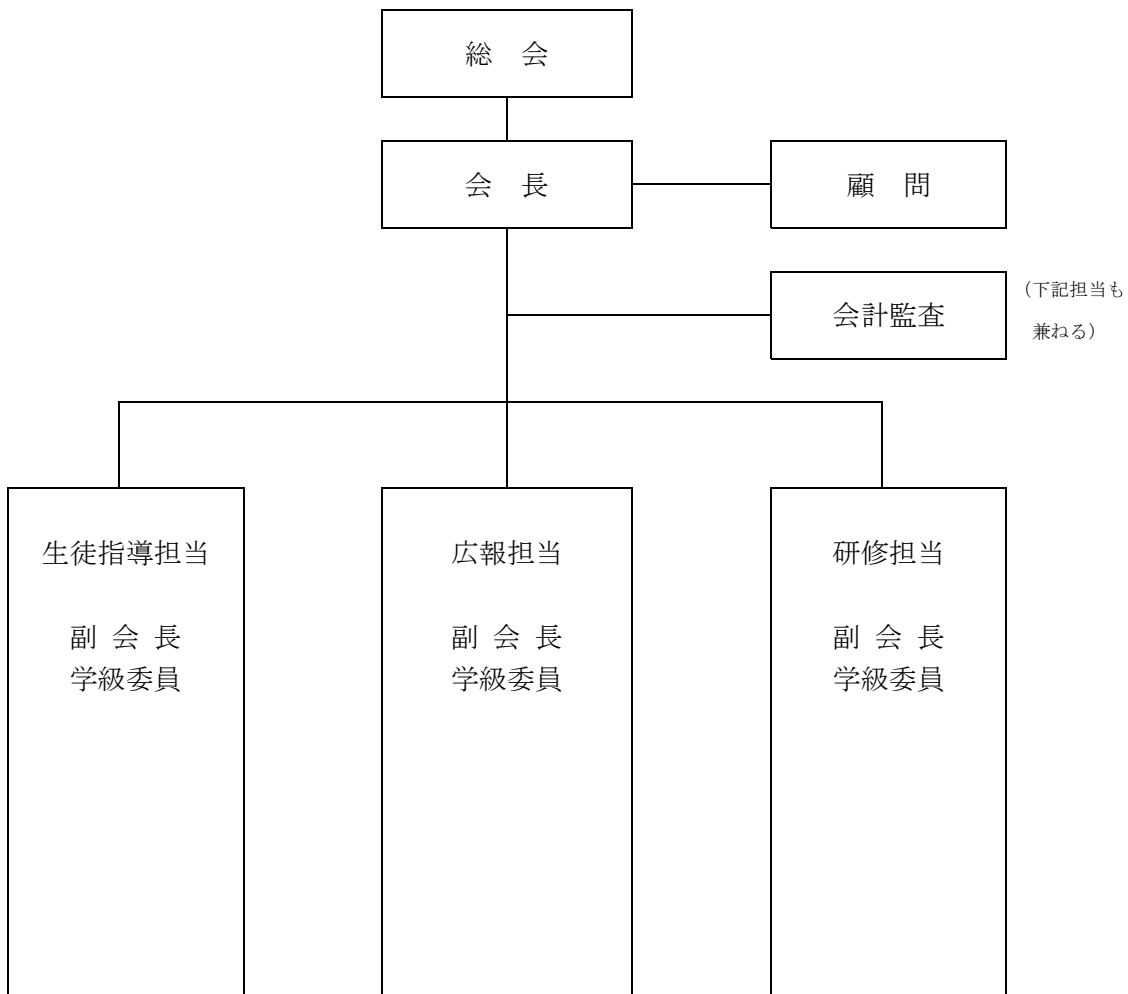 総　会
会　長
顧　問
会計監査
（下記担当も
兼ねる）
生徒指導担当
副 会 長
学級委員
広報担当
副 会 長
学級委員
研修担当
副 会 長
学級委員